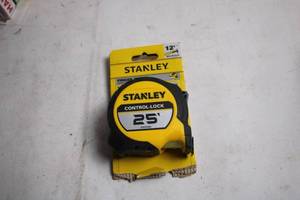 12'
STANLEY
STANLEY
CONTROL-LOCK
25'